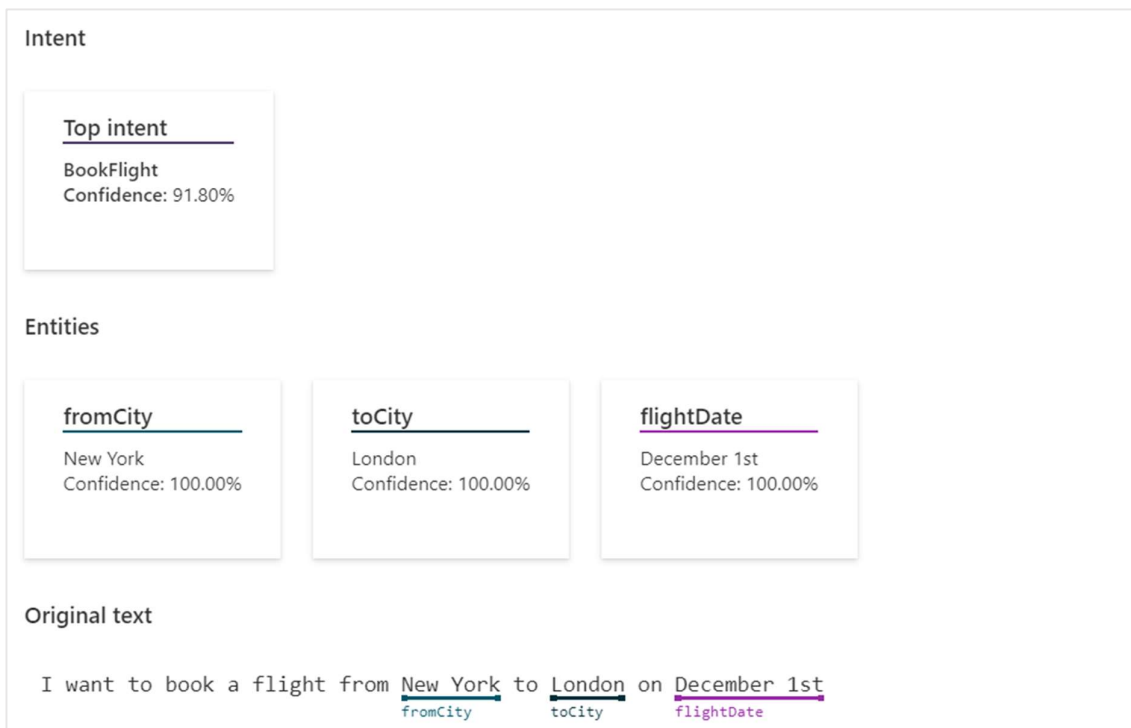 Intent
Top intent
BookFlight
Confidence: 91.80%
Entities
fromCity
New York
Confidence: 100.00%
toCity
London
Confidence: 100.00%
flightDate
December 1st
Confidence: 100.00%
Original text
I want to book a flight from New York to London on December 1st
fromCity toCity flightDate